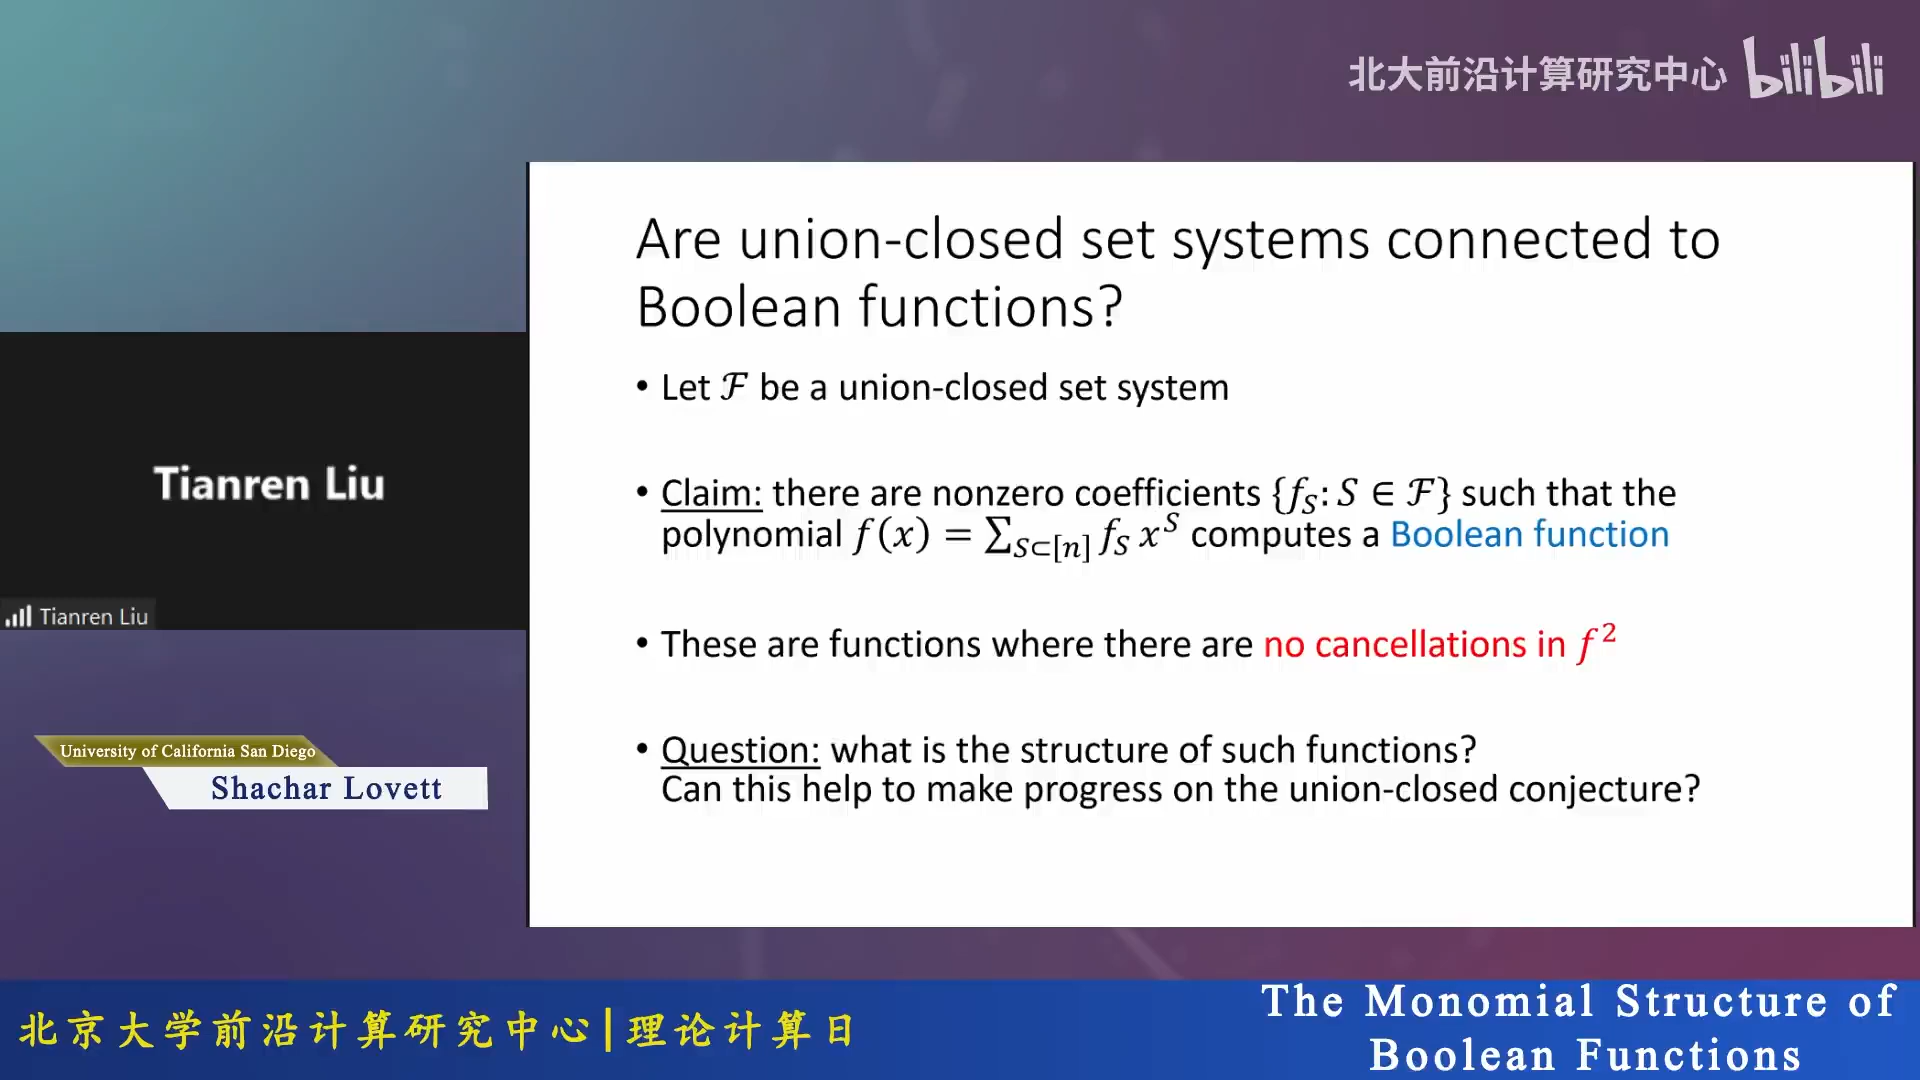 北大前沿计算研究中心 bilibili
Are union-closed set systems connected to
Boolean functions?
• Let ℱ be a union-closed set system
• Claim: there are nonzero coefficients {f_S: S ∈ ℱ} such that the
polynomial f(x) = ∑_{S⊂[n]} f_S x^S computes a Boolean function
• These are functions where there are no cancellations in f²
• Question: what is the structure of such functions?
Can this help to make progress on the union-closed conjecture?
Tianren Liu
Tianren Liu
University of California San Diego
Shachar Lovett
北京大学前沿计算研究中心|理论计算日
The Monomial Structure of
Boolean Functions